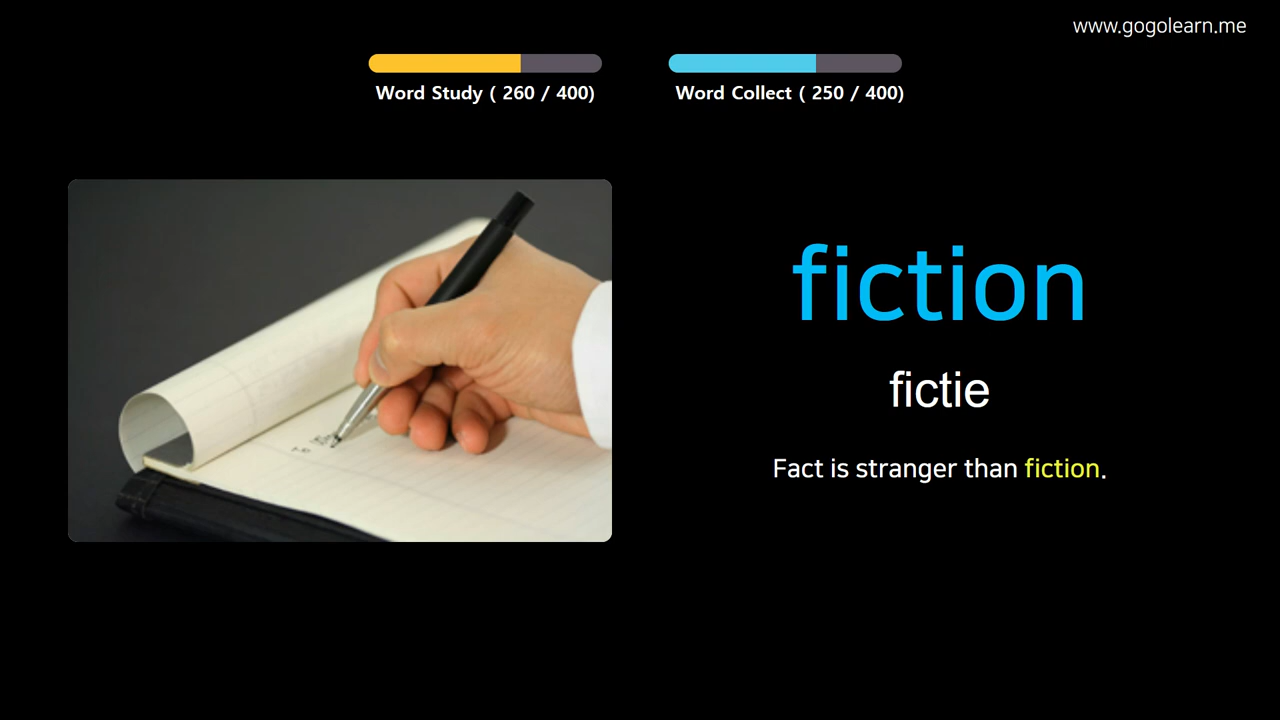 www.gogolearn.me
Word Study ( 260 / 400)
Word Collect ( 250 / 400)
fiction
fictie
Fact is stranger than fiction.